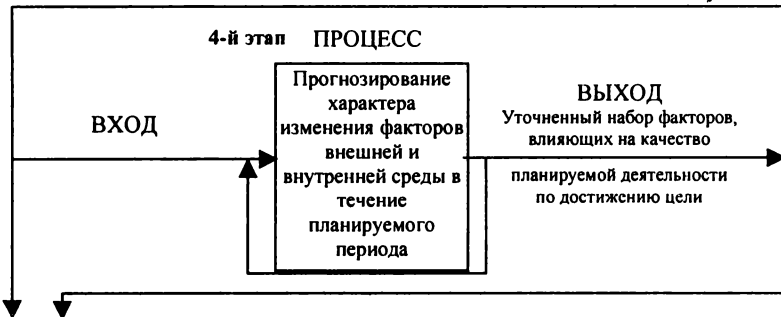 4-й этап ПРОЦЕСС
ВХОД
Прогнозирование
характера
изменения факторов
внешней и
внутренней среды в
течение
планируемого
периода
ВЫХОД
Уточненный набор факторов,
влияющих на качество
планируемой деятельности
по достижению цели